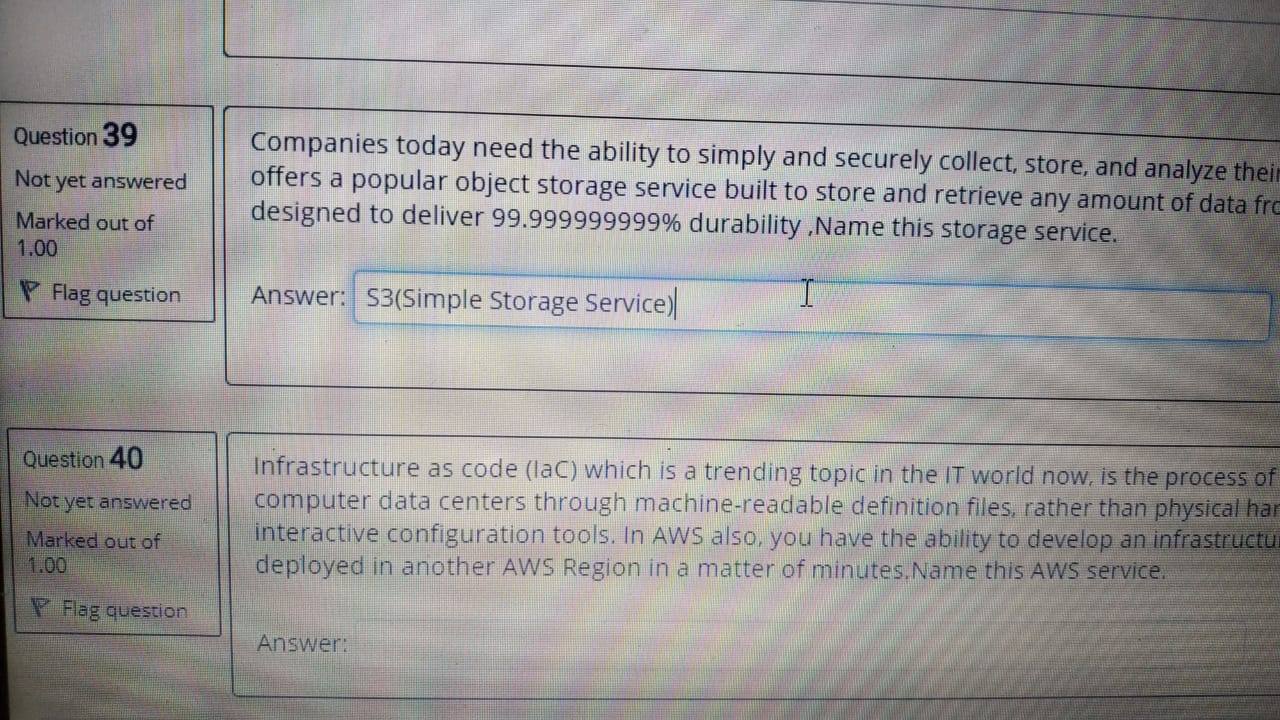 Question 39
Not yet answered
Marked out of
1.00
Flag question
Companies today need the ability to simply and securely collect, store, and analyze their
offers a popular object storage service built to store and retrieve any amount of data
designed to deliver 99.999999999% durability ,Name this storage service.
Answer: S3(Simple Storage Service)
Question 40
Not yet answered
Marked out of
1.00
Flag question
Infrastructure as code (IaC) which is a trending topic in the IT world now, is the process of
computer data centers through machine-readable definition files, rather than physical
interactive configuration tools. In AWS also, you have the ability to develop an
deployed in another AWS Region in a matter of minutes.Name this AWS service.
Answer: